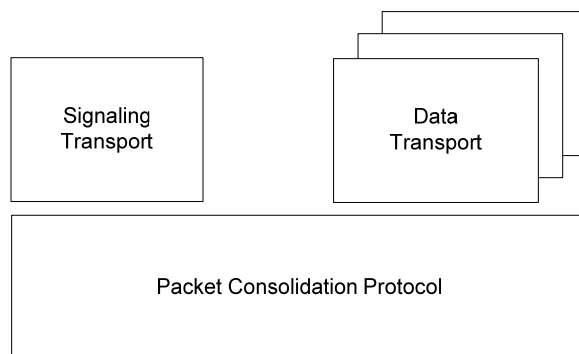 Signaling
Transport
Data
Transport
Packet Consolidation Protocol